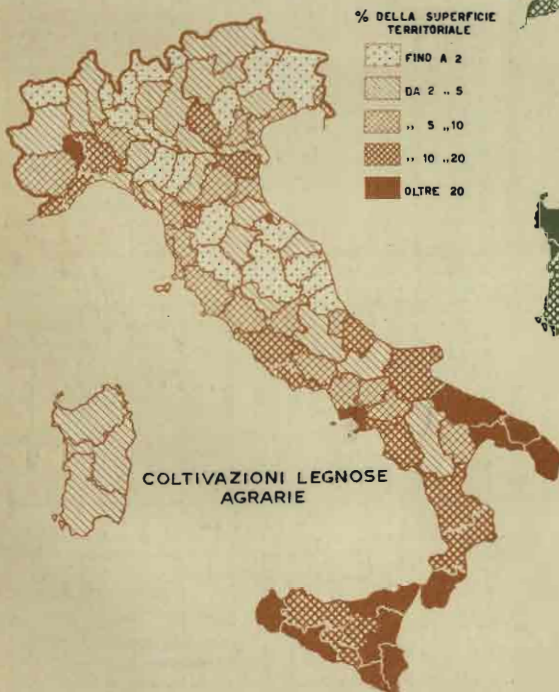 % DELLA SUPERFICIE
TERRITORIALE
FINO A 2
DA 2 ,, 5
,, 5 ,, 10
,, 10 ,, 20
OLTRE 20
COLTIVAZIONI LEGNOSE
AGRARIE